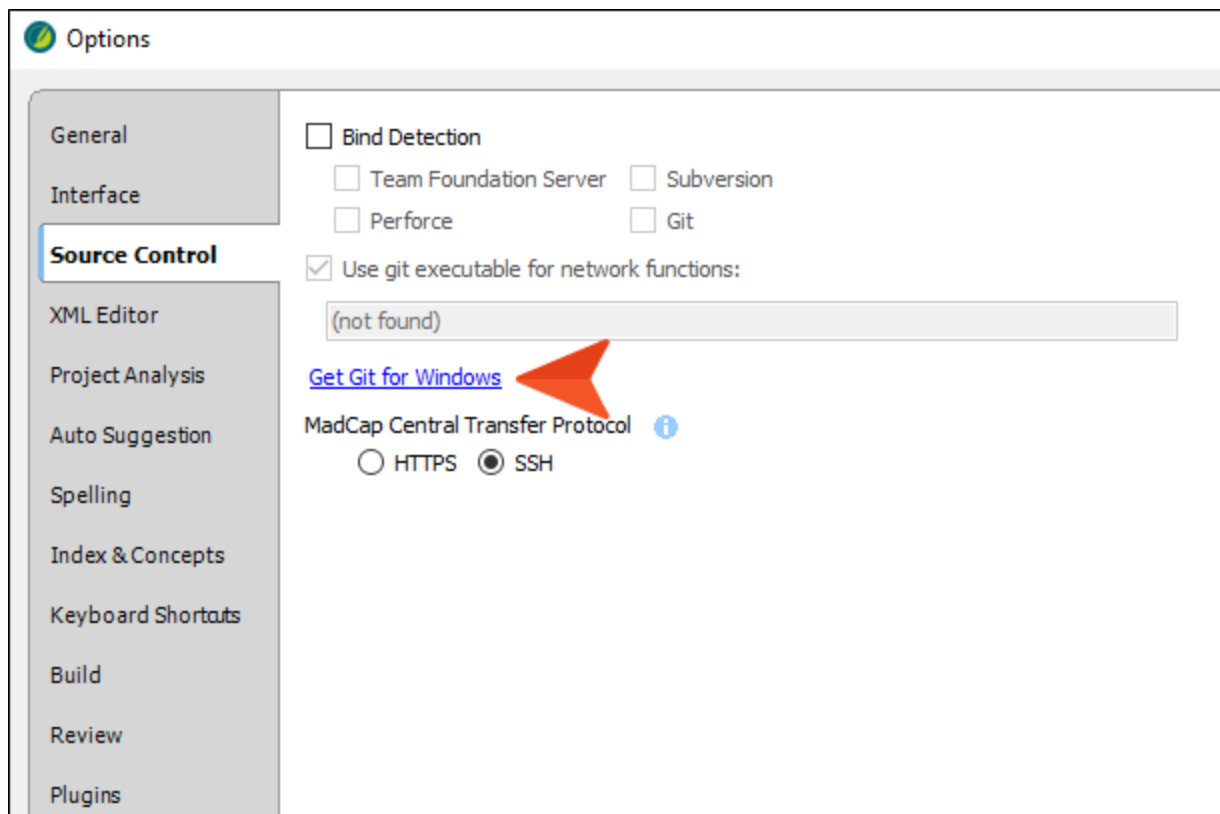 Options
General
Interface
Source Control
XML Editor
Project Analysis
Auto Suggestion
Spelling
Index & Concepts
Keyboard Shortcuts
Build
Review
Plugins
Bind Detection
Team Foundation Server Subversion
Perforce Git
Use git executable for network functions:
(not found)
Get Git for Windows
MadCap Central Transfer Protocol i
HTTPS SSH